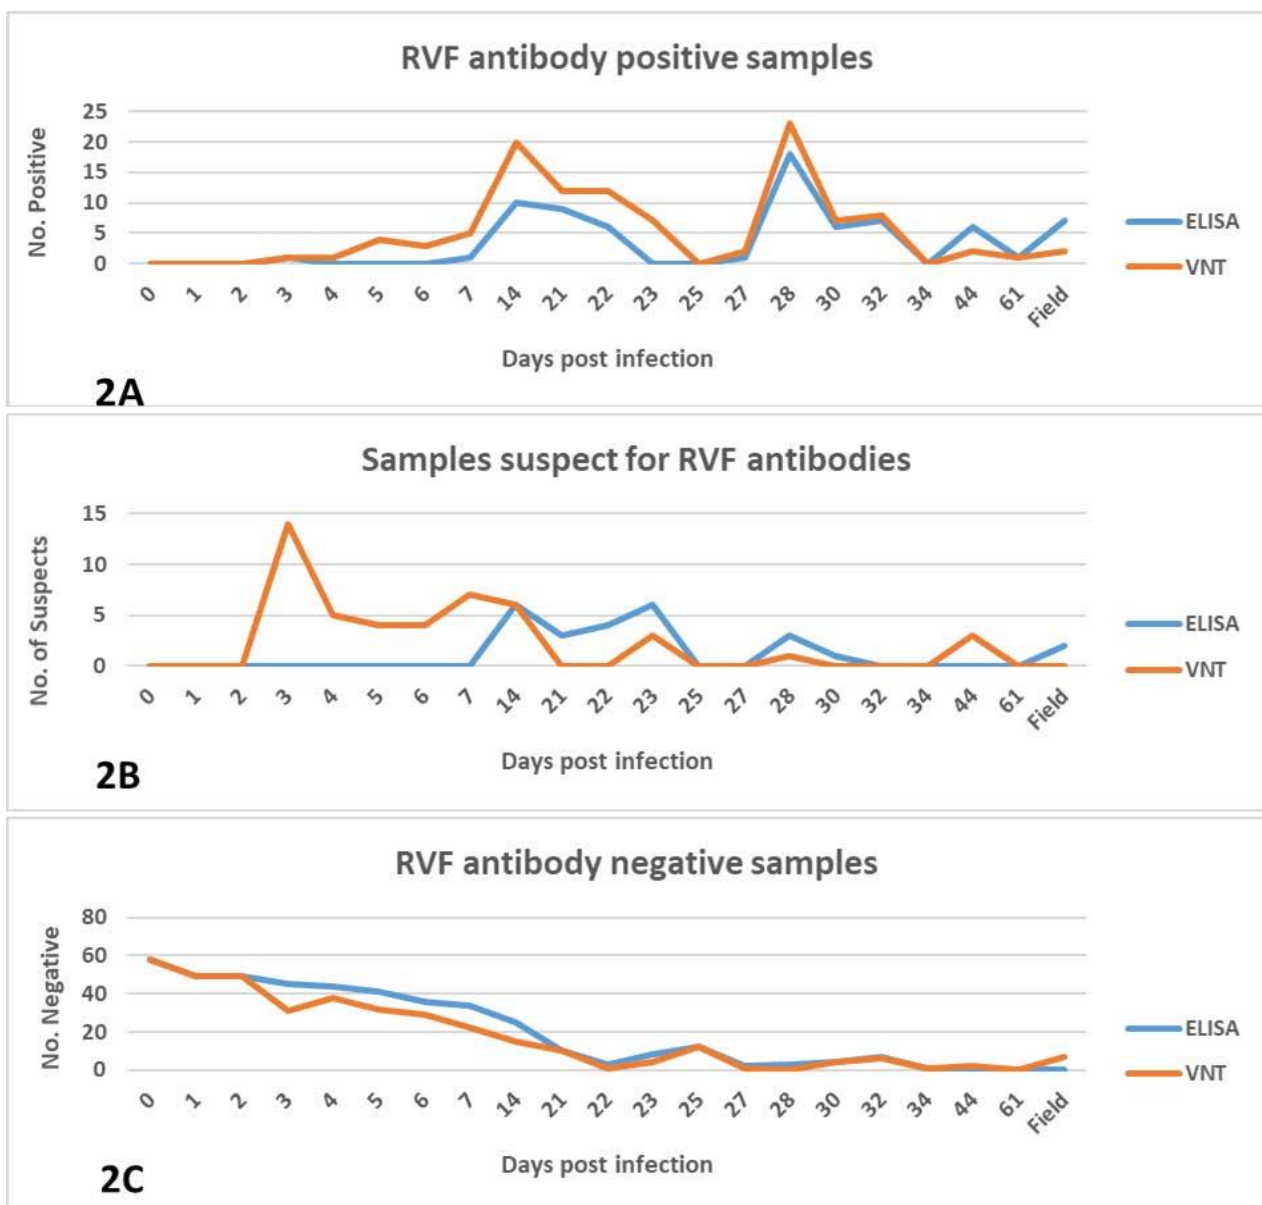 RVF antibody positive samples
No. Positive
25
20
15
10
5
0
0 1 2 3 4 5 6 7 14 21 22 23 25 27 28 30 32 34 44 61 Field
Days post infection
ELISA
VNT
2A
Samples suspect for RVF antibodies
No. of Suspects
15
10
5
0
0 1 2 3 4 5 6 7 14 21 22 23 25 27 28 30 32 34 44 61 Field
Days post infection
ELISA
VNT
2B
RVF antibody negative samples
No. Negative
80
60
40
20
0
0 1 2 3 4 5 6 7 14 21 22 23 25 27 28 30 32 34 44 61 Field
Days post infection
ELISA
VNT
2C